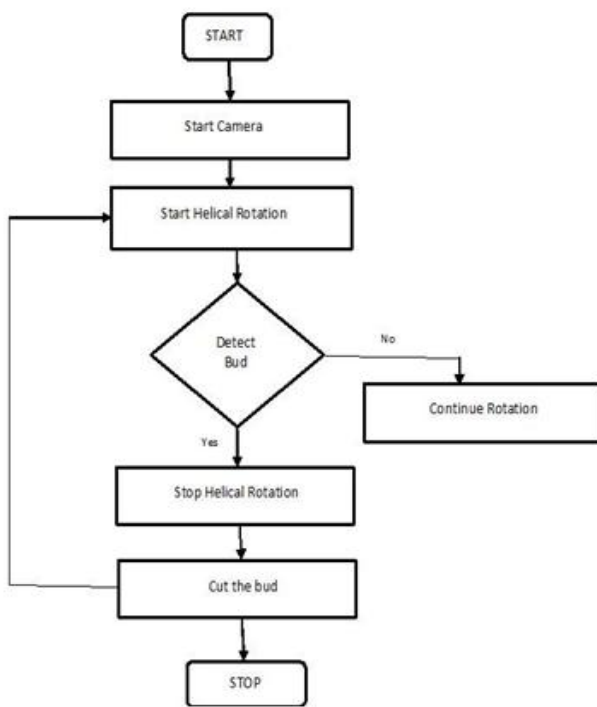 START
Start Camera
Start Helical Rotation
Detect
Bud
No
Continue Rotation
Yes
Stop Helical Rotation
Cut the bud
STOP